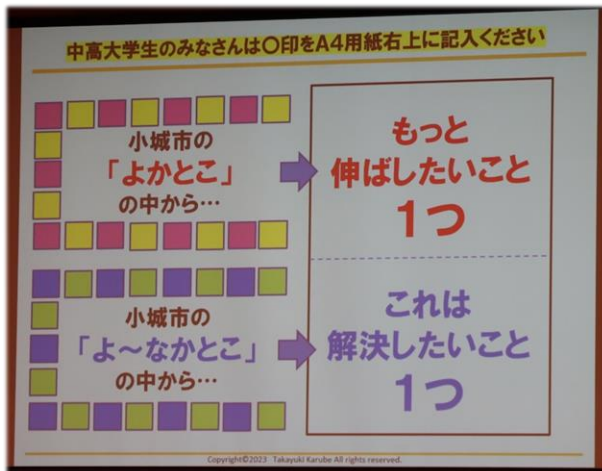 中高大学生のみなさんは〇印をA4用紙右上に記入ください
小城市の
「よかとこ」
の中から…
もっと
伸ばしたいこと
1つ
小城市の
「よ～なかとこ」
の中から…
これは
解決したいこと
1つ
Copyright©2023 Takayuki Karube All rights reserved.